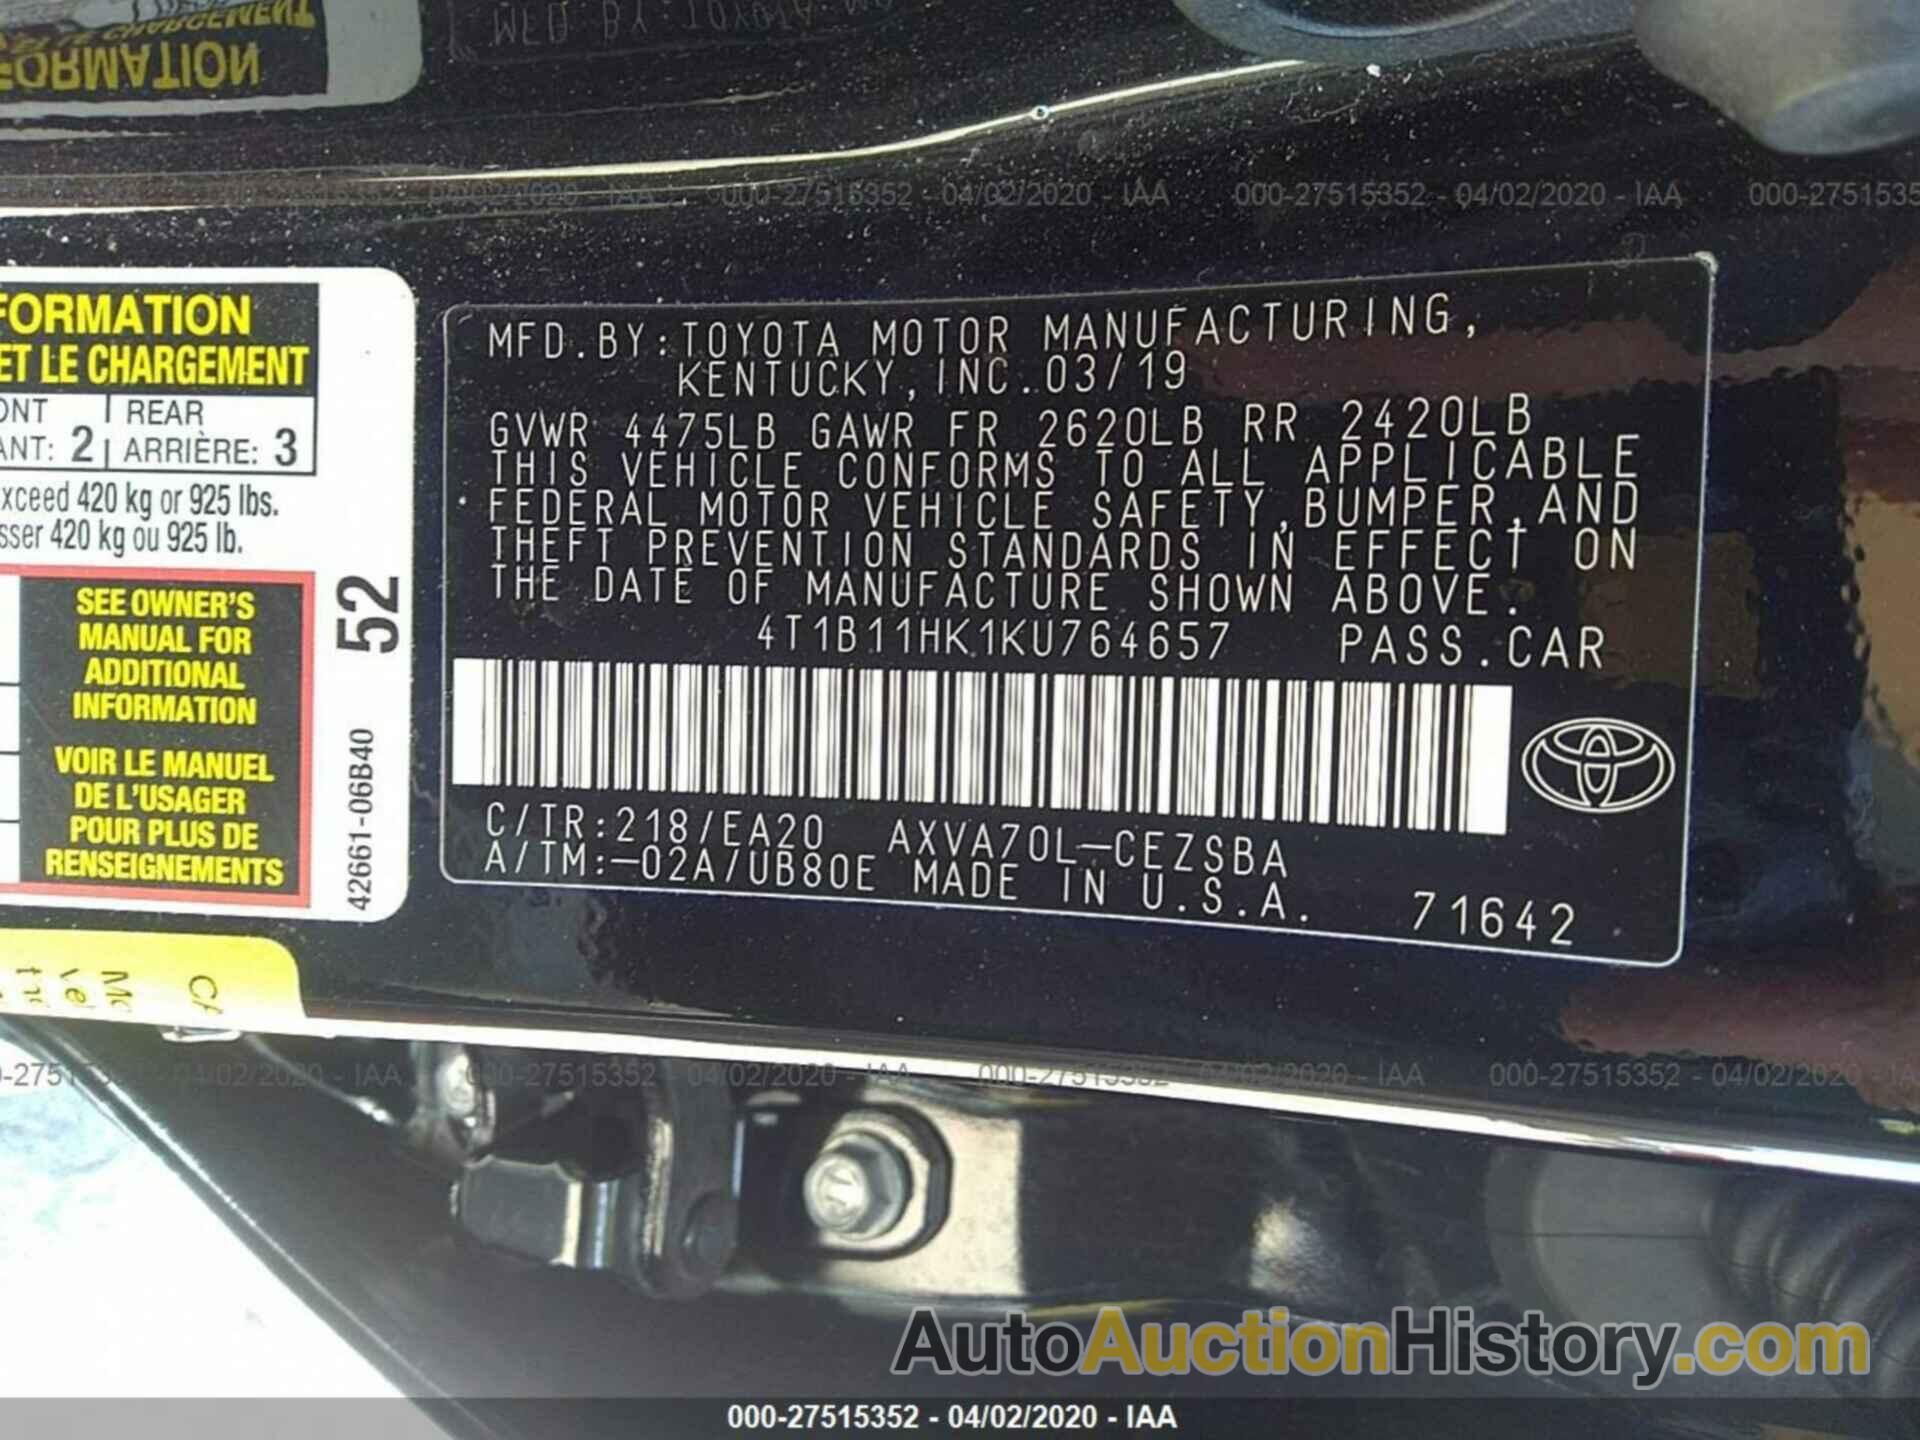 FORMATION
000-27515352 - 04/02/2020 - IAA 000-27515352 - 04/02/2020 - IAA
FORMATION
ET LE CHARGEMENT
REAR
2 ARRIÈRE: 3
xceed 420 kg or 925 lbs.
sser 420 kg ou 925 lb.
SEE OWNER'S
MANUAL FOR
ADDITIONAL
INFORMATION
VOIR LE MANUEL
DE L'USAGER
POUR PLUS DE
RENSEIGNEMENTS
52
42661-06B40
MFD.BY:TOYOTA MOTOR MANUFACTURING,
KENTUCKY,INC.03/19
GVWR 4475LB GAWR FR 2620LB RR 2420LB
THIS VEHICLE CONFORMS TO ALL APPLICABLE
FEDERAL MOTOR VEHICLE SAFETY,BUMPER,AND
THEFT PREVENTION STANDARDS IN EFFECT ON
THE DATE OF MANUFACTURE SHOWN ABOVE.
4T1B11HK1KU764657 PASS.CAR
C/TR:218/EA20 AXVA70L-CEZSBA
A/TM:-02A/UB80E MADE IN U.S.A. 71642
000-27515352 - 04/02/2020 - IAA 000-27515352 - 04/02/2020 - IAA
AutoAuctionHistory.com
000-27515352 - 04/02/2020 - IAA